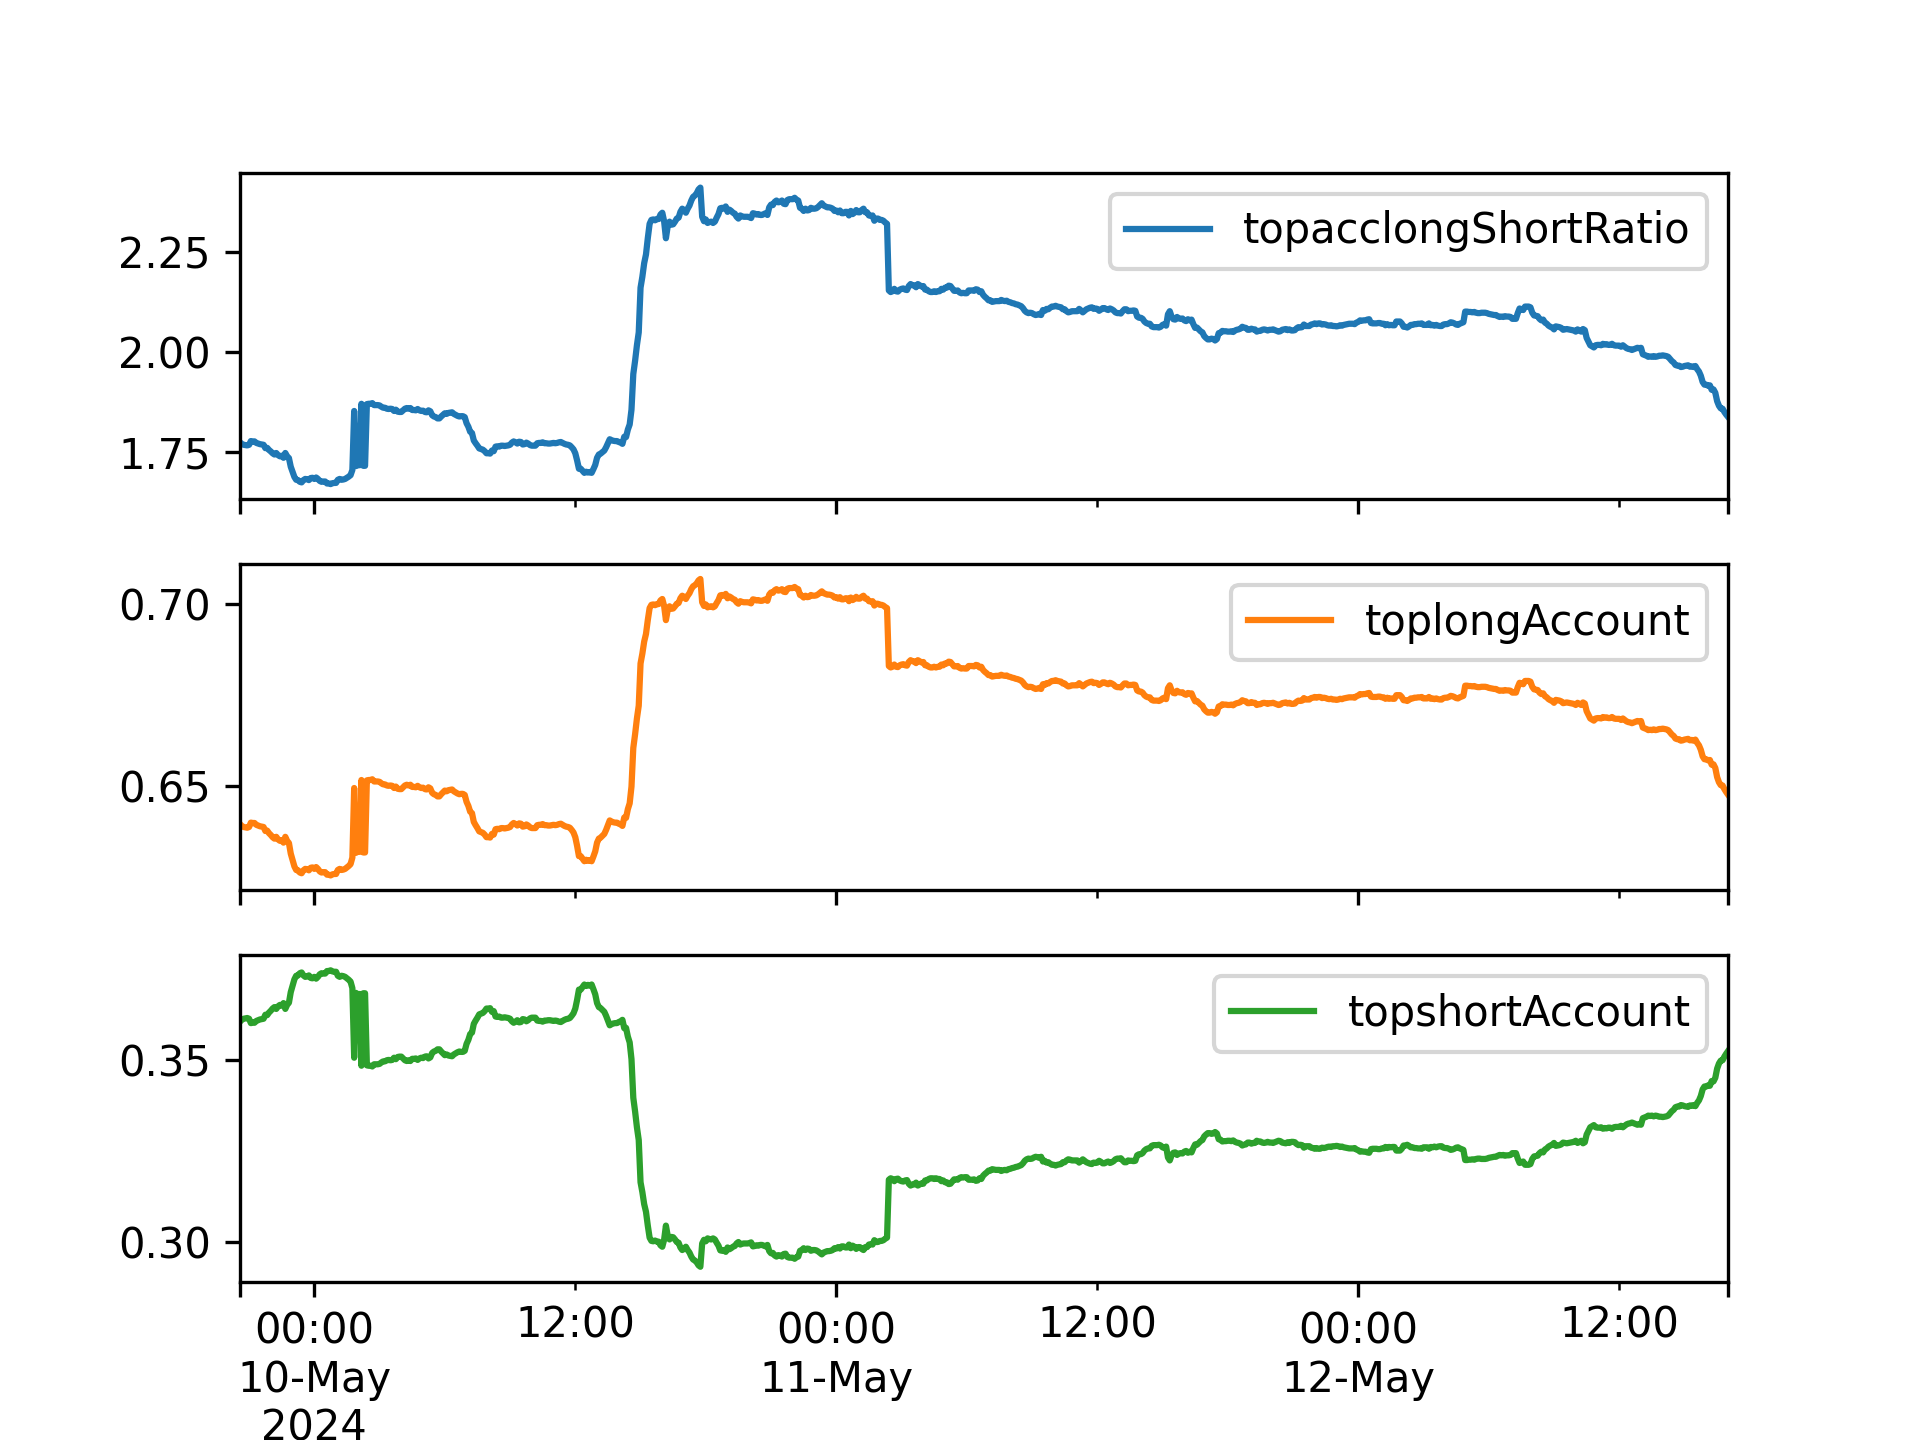 topacclongShortRatio
2.25
2.00
1.75
toplongAccount
0.70
0.65
topshortAccount
0.35
0.30
00:00 12:00 00:00 12:00 00:00 12:00
10-May 11-May 12-May
2024